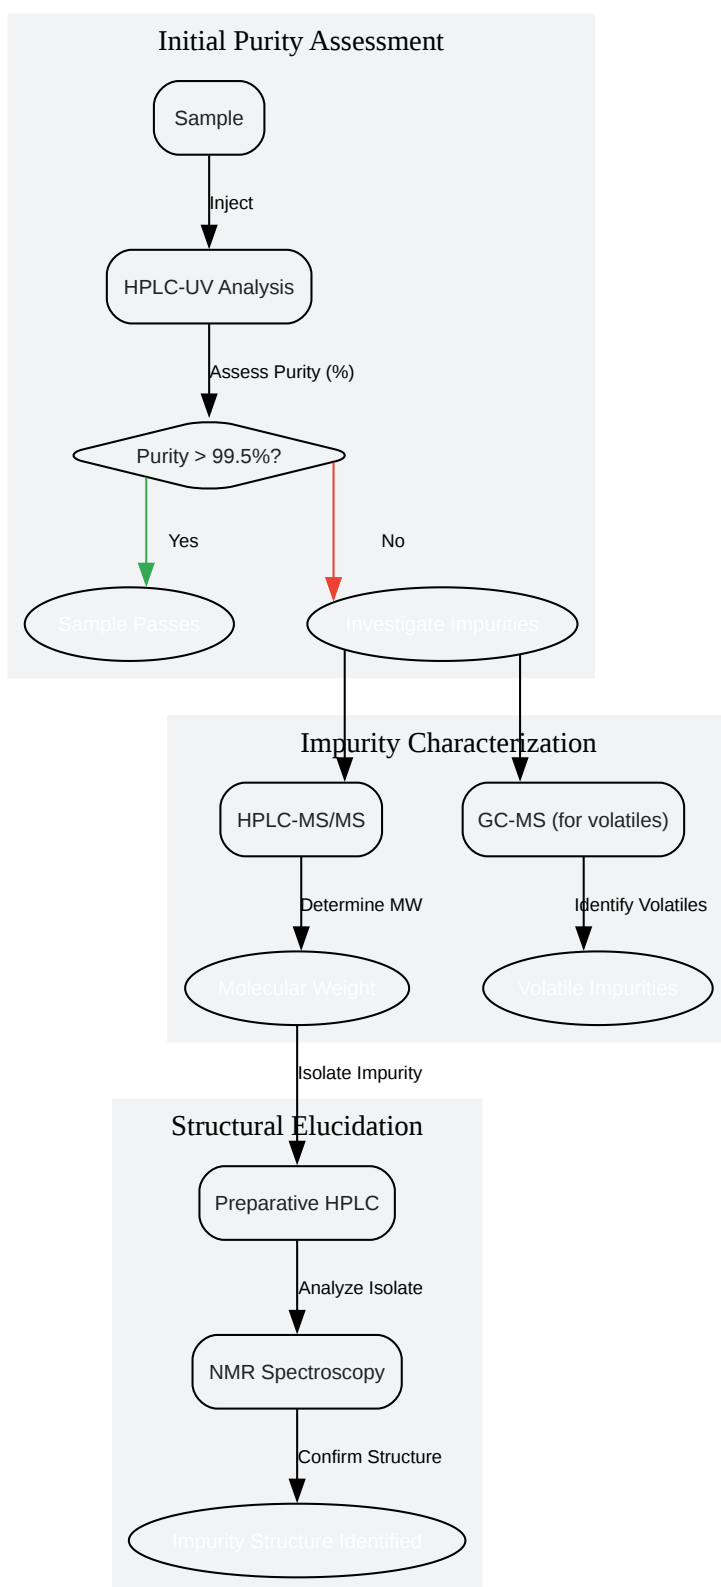 Initial Purity Assessment
Sample
Inject
HPLC-UV Analysis
Assess Purity (%)
Purity > 99.5%?
Yes
No
Sample Passes
Investigate Impurities
Impurity Characterization
HPLC-MS/MS
GC-MS (for volatiles)
Determine MW
Identify Volatiles
Molecular Weight
Volatile Impurities
Isolate Impurity
Structural Elucidation
Preparative HPLC
Analyze Isolate
NMR Spectroscopy
Confirm Structure
Impurity Structure Identified